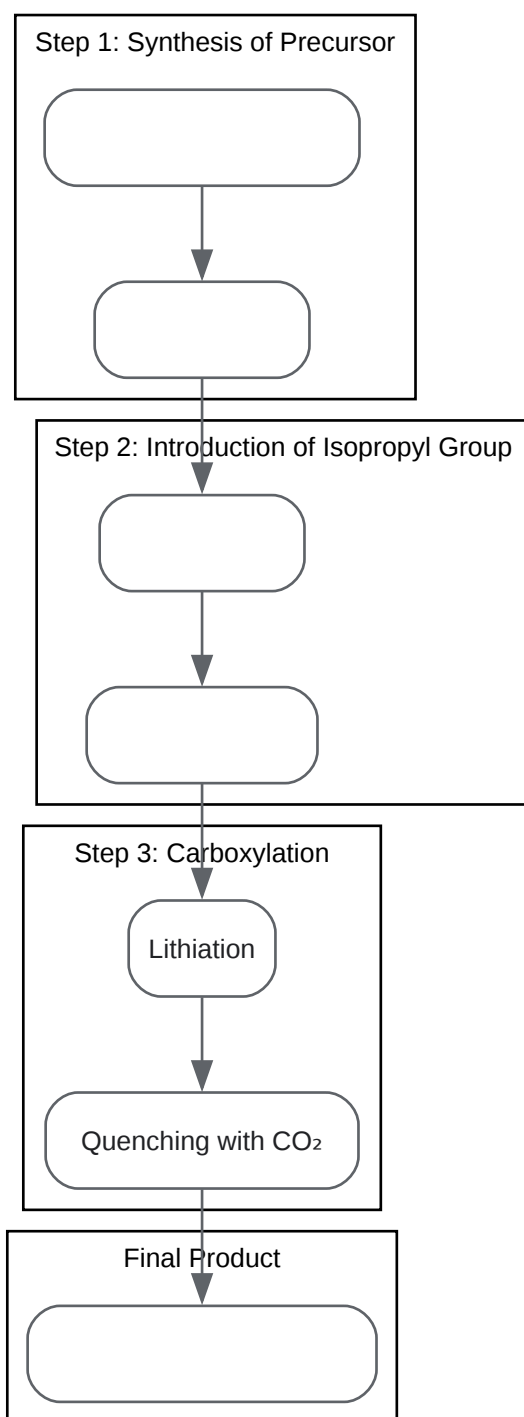 Step 1: Synthesis of Precursor
Step 2: Introduction of Isopropyl Group
Step 3: Carboxylation
Lithiation
Quenching with CO₂
Final Product